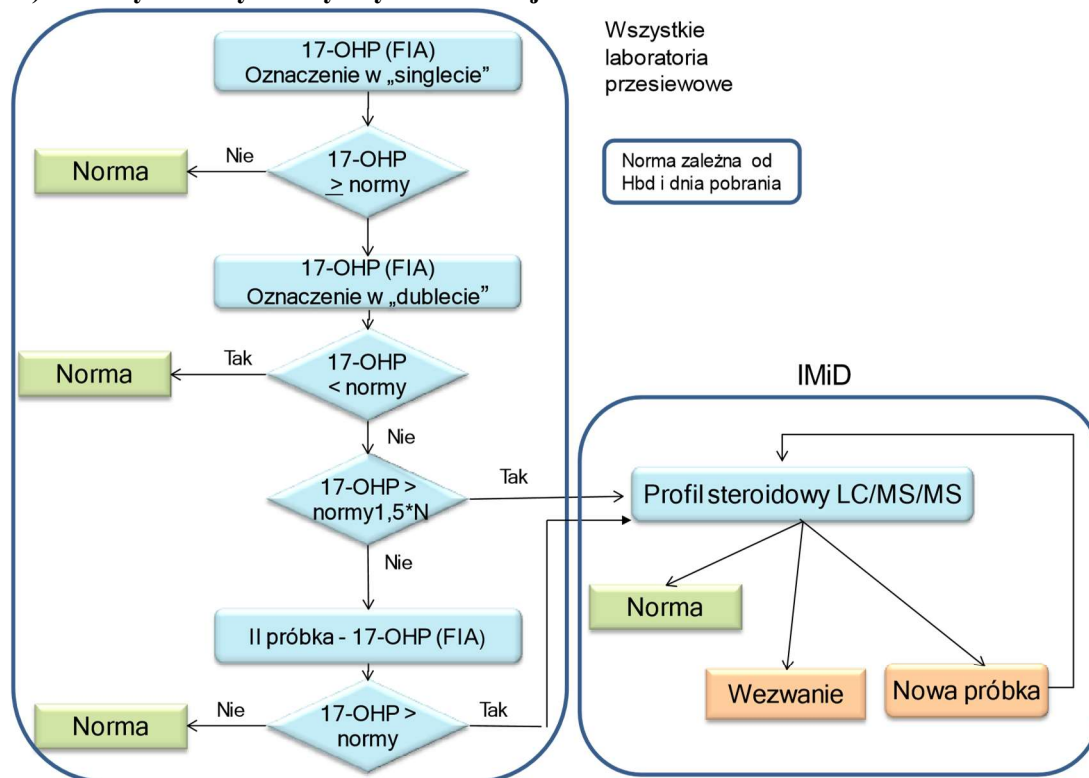 17-OHP (FIA)
Oznaczenie w „singlecie”
Wszystkie
laboratoria
przesiewowe
Norma
Nie
17-OHP
≥ normy
Norma zależna od
Hbd i dnia pobrania
17-OHP (FIA)
Oznaczenie w „dublecie”
Norma
Tak
17-OHP
< normy
Nie
IMiD
17-OHP >
normy1,5*N
Tak
Profil steroidowy LC/MS/MS
Nie
Norma
II próbka - 17-OHP (FIA)
Wezwanie
Nowa próbka
Norma
Nie
17-OHP >
normy
Tak